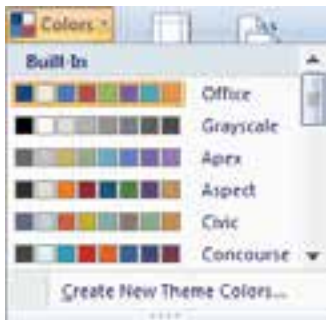 Colors
Built-In
Office
Grayscale
Apex
Aspect
Civic
Concourse
Create New Theme Colors...